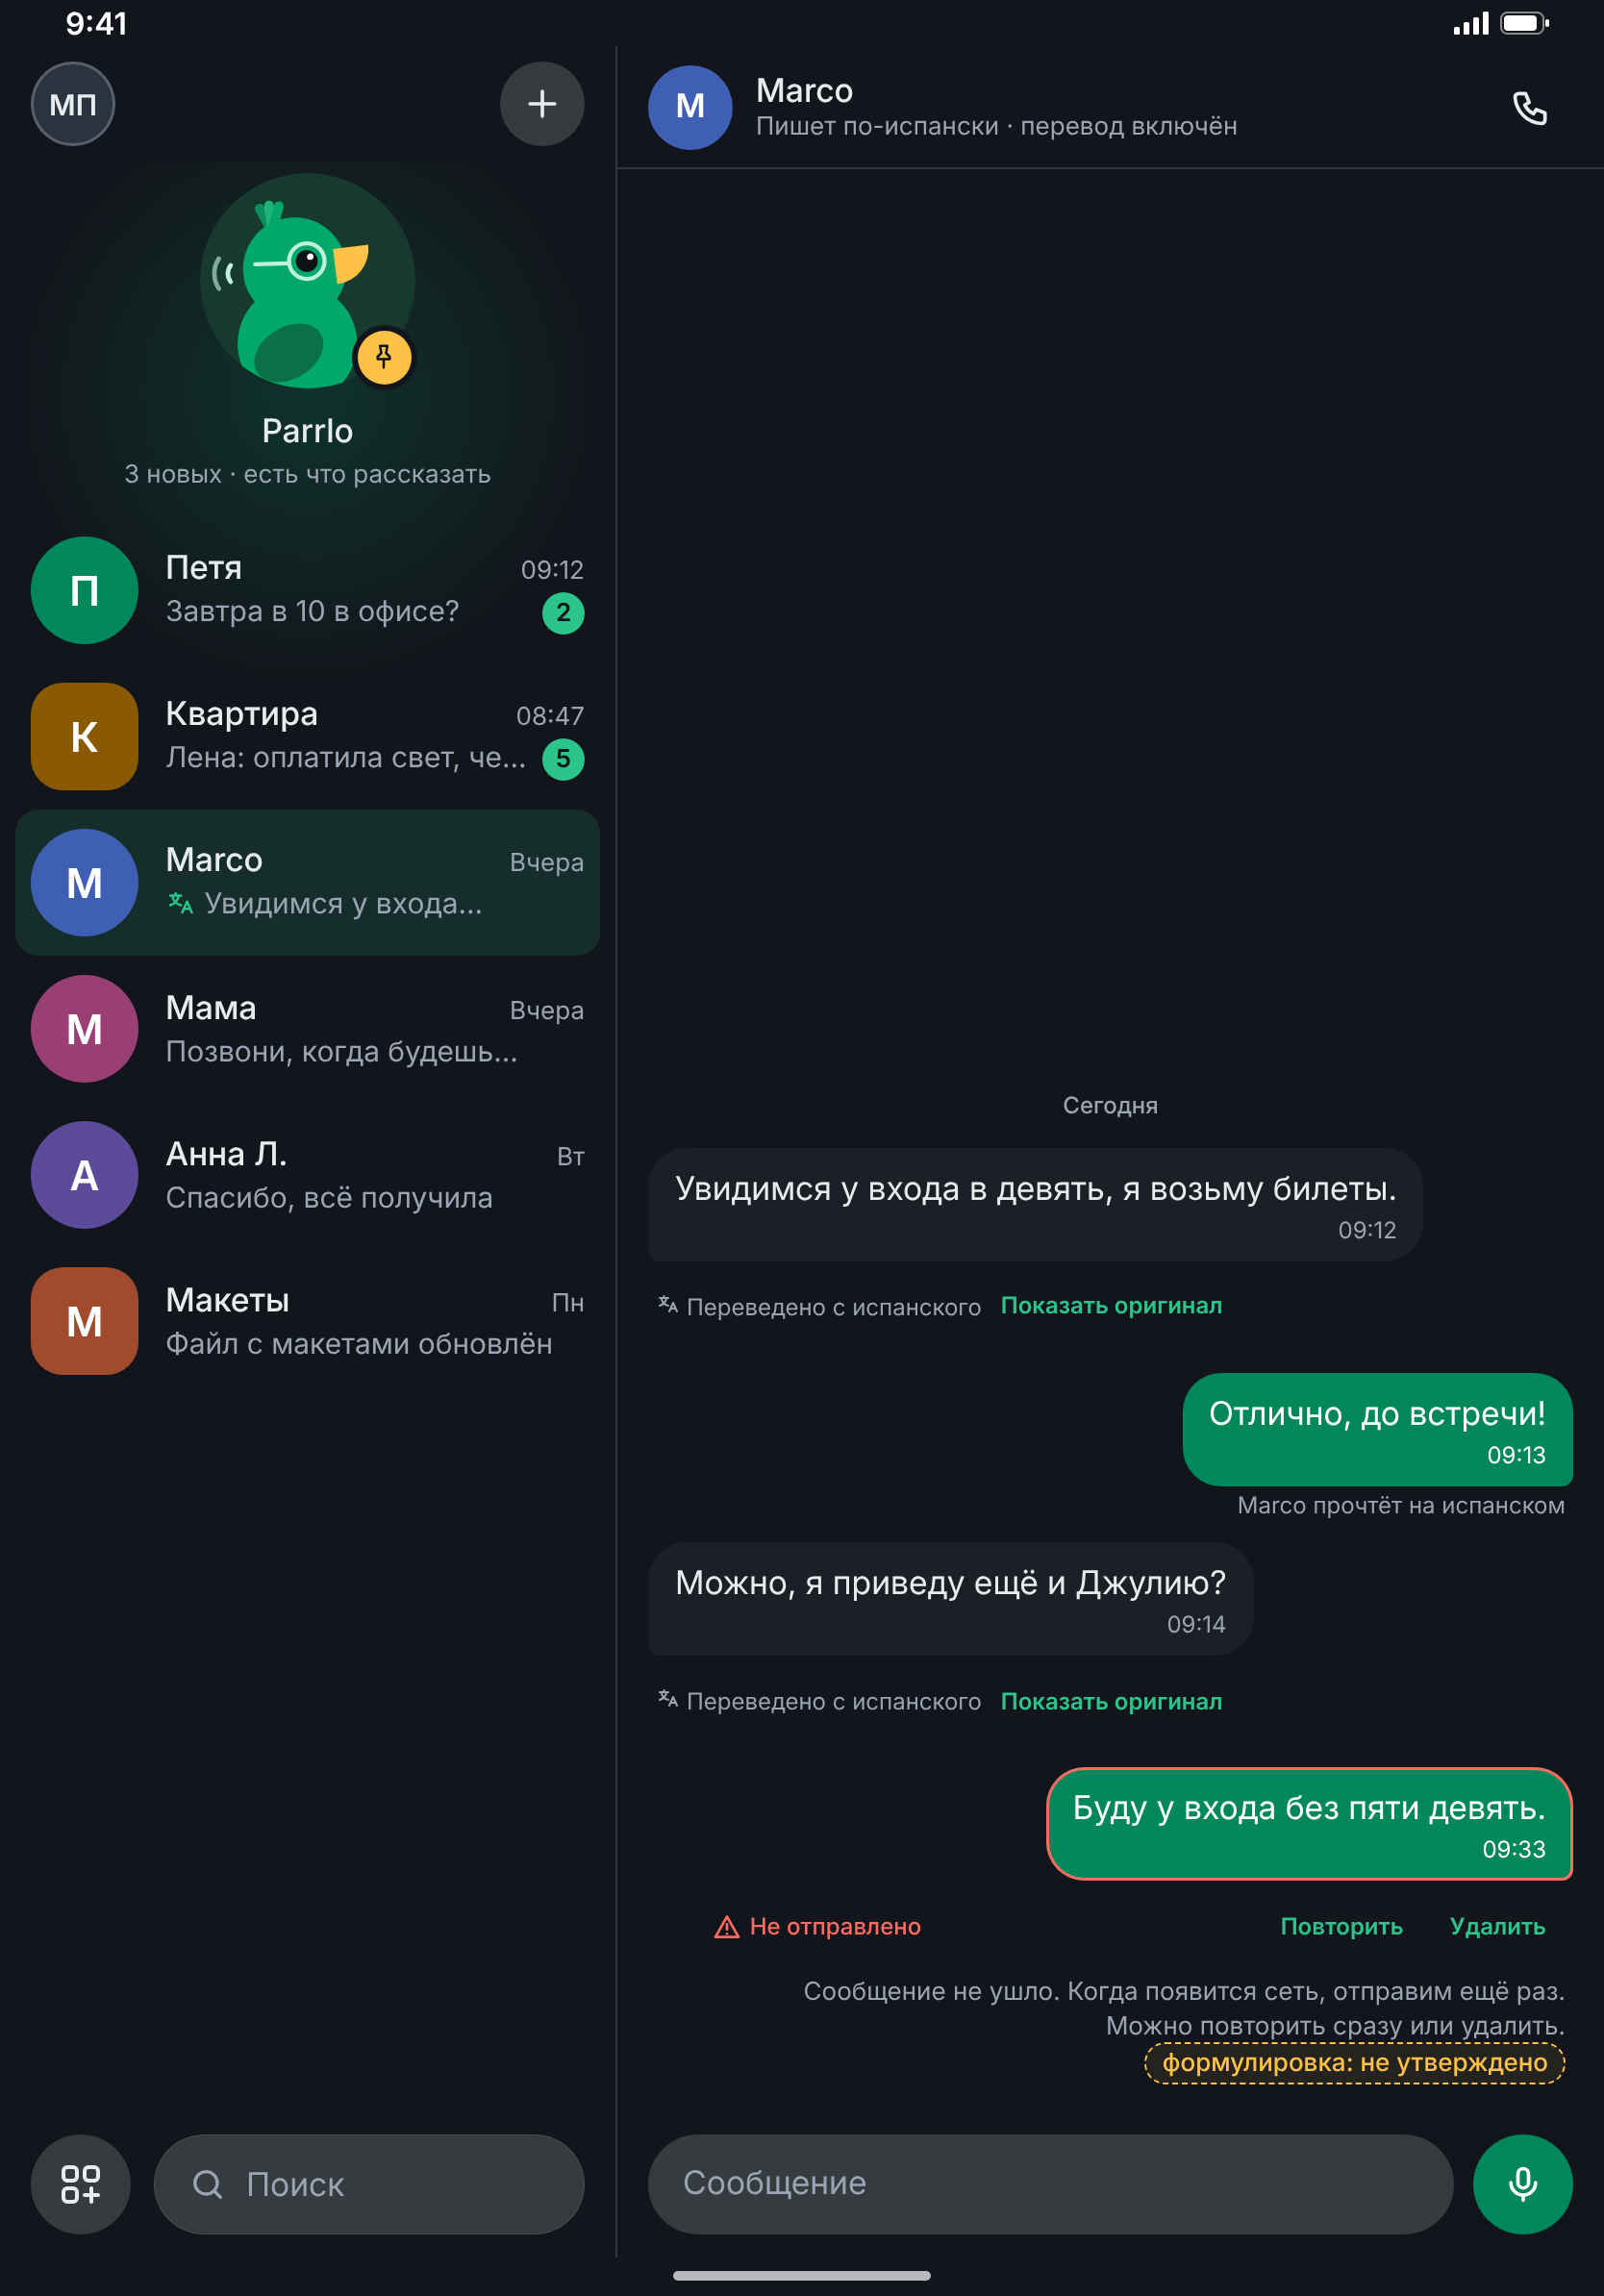 9:41
МП
Parrlo
3 новых · есть что рассказать
П
Петя
09:12
Завтра в 10 в офисе?
2
К
Квартира
08:47
Лена: оплатила свет, че...
5
M
Marco
Вчера
Увидимся у входа...
М
Мама
Вчера
Позвони, когда будешь...
А
Анна Л.
Вт
Спасибо, всё получила
М
Макеты
Пн
Файл с макетами обновлён
Поиск
M
Marco
Пишет по-испански · перевод включён
Сегодня
Увидимся у входа в девять, я возьму билеты.
09:12
Переведено с испанского Показать оригинал
Отлично, до встречи!
09:13
Marco прочтёт на испанском
Можно, я приведу ещё и Джулию?
09:14
Переведено с испанского Показать оригинал
Буду у входа без пяти девять.
09:33
Не отправлено Повторить Удалить
Сообщение не ушло. Когда появится сеть, отправим ещё раз.
Можно повторить сразу или удалить.
формулировка: не утверждено
Сообщение